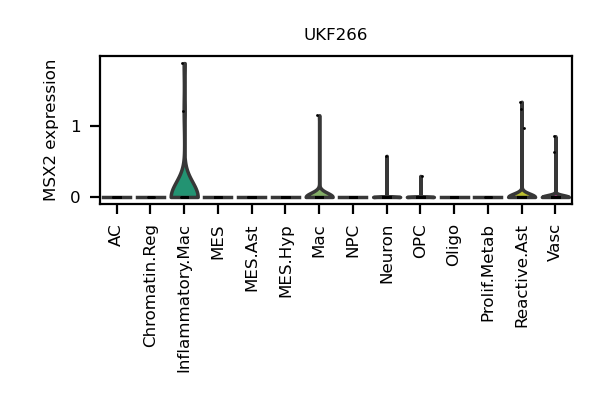 UKF266
MSX2 expression
1
0
AC
Chromatin.Reg
Inflammatory.Mac
MES
MES.Ast
MES.Hyp
Mac
NPC
Neuron
OPC
Oligo
Prolif.Metab
Reactive.Ast
Vasc